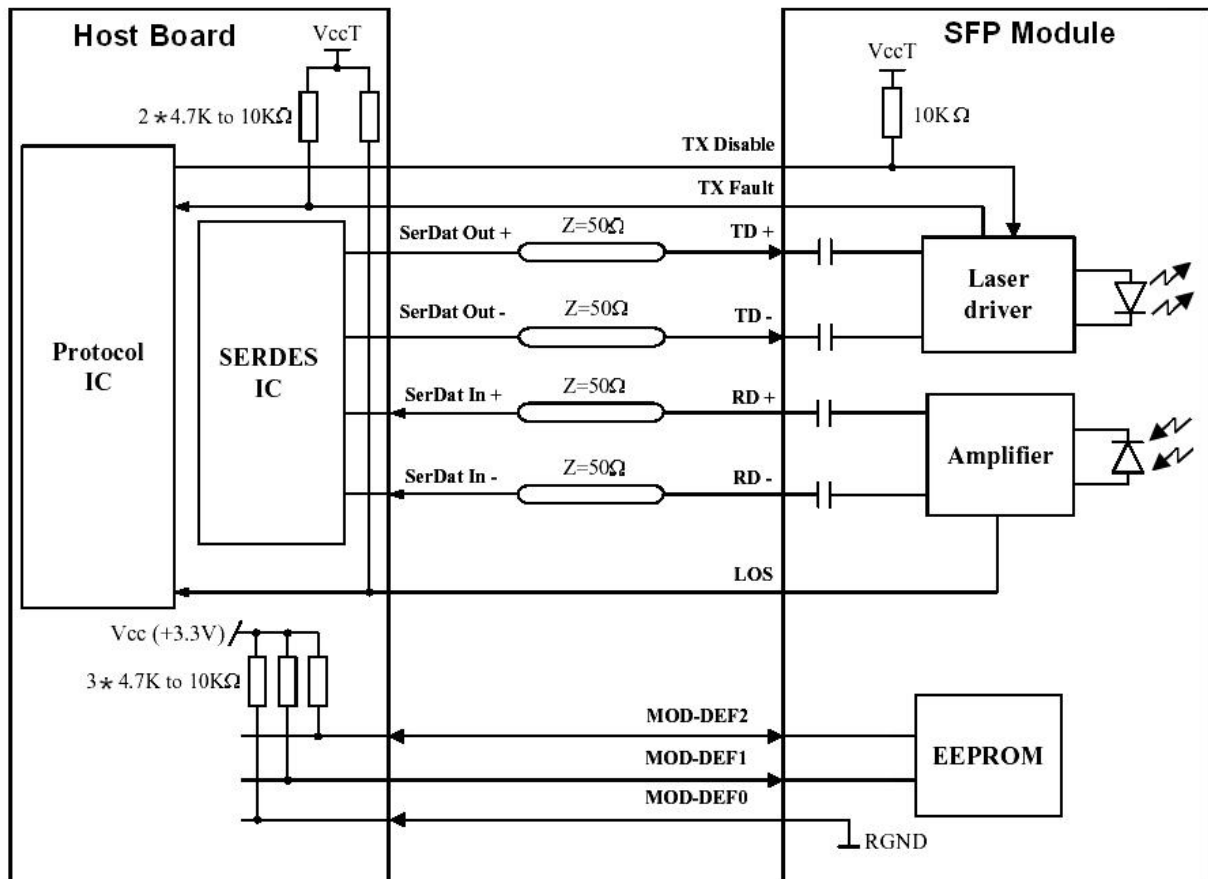 Host Board
SFP Module
VccT
VccT
2*4.7K to 10KΩ
10KΩ
TX Disable
TX Fault
SerDat Out +
Z=50Ω
TD +
Laser
driver
SerDat Out -
Z=50Ω
TD -
Protocol
IC
SERDES
IC
SerDat In +
Z=50Ω
RD +
Amplifier
SerDat In -
Z=50Ω
RD -
LOS
Vcc (+3.3V)
3*4.7K to 10KΩ
MOD-DEF2
MOD-DEF1
EEPROM
MOD-DEF0
RGND